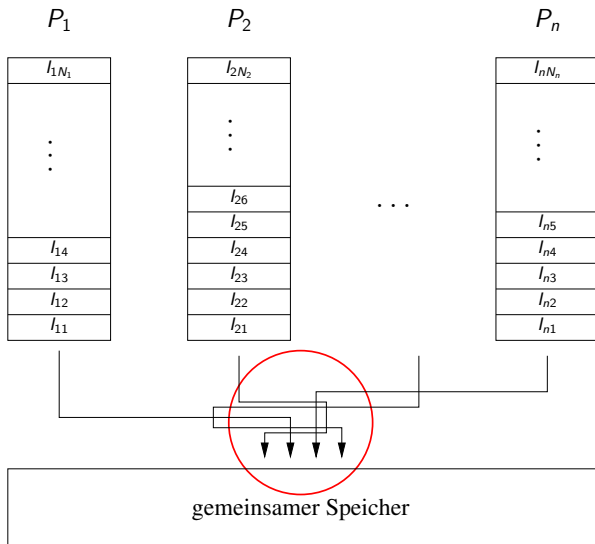 P₁ P₂ Pₙ
I₁N₁ I₂N₂ IₙNₙ
I₂₆
I₂₅ Iₙ₅
I₁₄ I₂₄ Iₙ₄
I₁₃ I₂₃ Iₙ₃
I₁₂ I₂₂ Iₙ₂
I₁₁ I₂₁ Iₙ₁
. . .
gemeinsamer Speicher